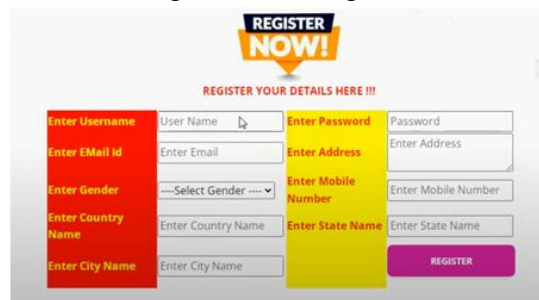 REGISTER
NOW!
REGISTER YOUR DETAILS HERE !!!
Enter Username User Name Enter Password Password
Enter EMail Id Enter Email Enter Address Enter Address
Enter Gender ----Select Gender ---- Enter Mobile Number Enter Mobile Number
Enter Country Name Enter Country Name Enter State Name Enter State Name
Enter City Name Enter City Name REGISTER